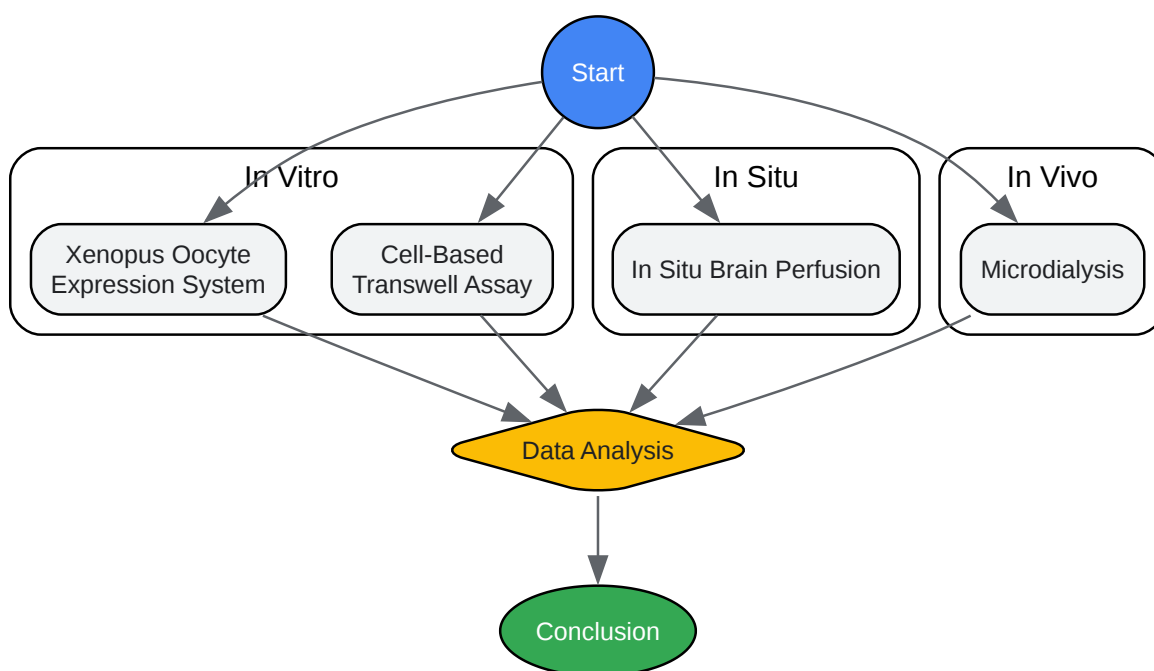 Start
In Vitro
In Situ
In Vivo
Xenopus Oocyte
Expression System
Cell-Based
Transwell Assay
In Situ Brain Perfusion
Microdialysis
Data Analysis
Conclusion